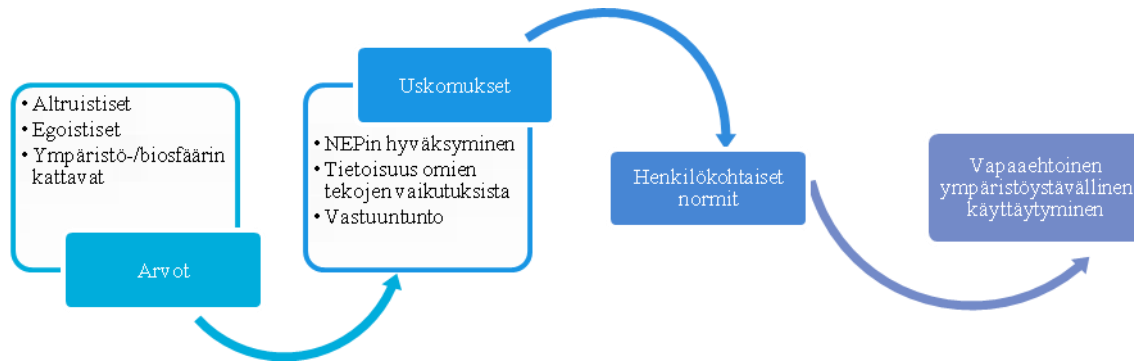 • Altruistiset
• Egoistiset
• Ympäristö-/biosfäärin
kattavat
Arvot
Uskomukset
• NEPin hyväksyminen
• Tietoisuus omien
tekojen vaikutuksista
• Vastuuntunto
Henkilökohtaiset
normit
Vapaaehtoinen
ympäristöystävällinen
käyttäytyminen